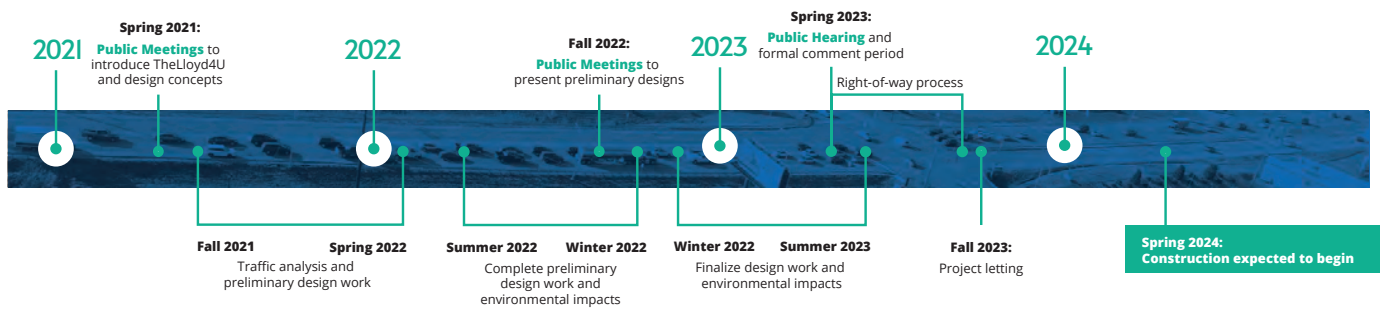 2021
Spring 2021:
Public Meetings to
introduce TheLloyd4U
and design concepts
2022
Fall 2022:
Public Meetings to
present preliminary designs
2023
Spring 2023:
Public Hearing and
formal comment period
Right-of-way process
2024
Fall 2021
Spring 2022
Traffic analysis and
preliminary design work
Summer 2022
Winter 2022
Complete preliminary
design work and
environmental impacts
Winter 2022
Summer 2023
Finalize design work and
environmental impacts
Fall 2023:
Project letting
Spring 2024:
Construction expected to begin